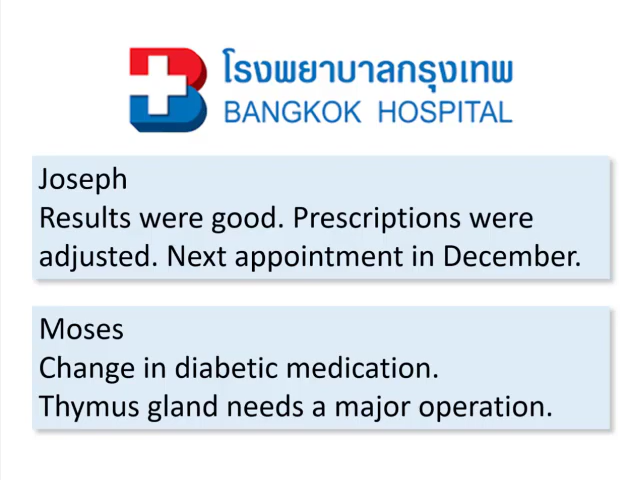 โรงพยาบาลกรุงเทพ
BANGKOK HOSPITAL
Joseph
Results were good. Prescriptions were
adjusted. Next appointment in December.
Moses
Change in diabetic medication.
Thymus gland needs a major operation.